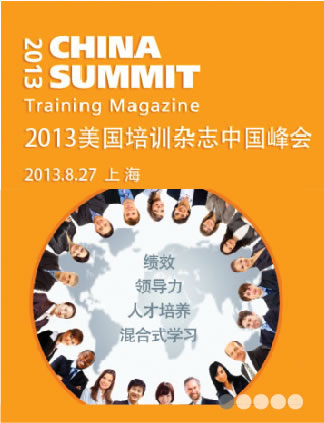 2013 CHINA
SUMMIT
Training Magazine
2013美国培训杂志中国峰会
2013.8.27 上海
绩效
领导力
人才培养
混合式学习